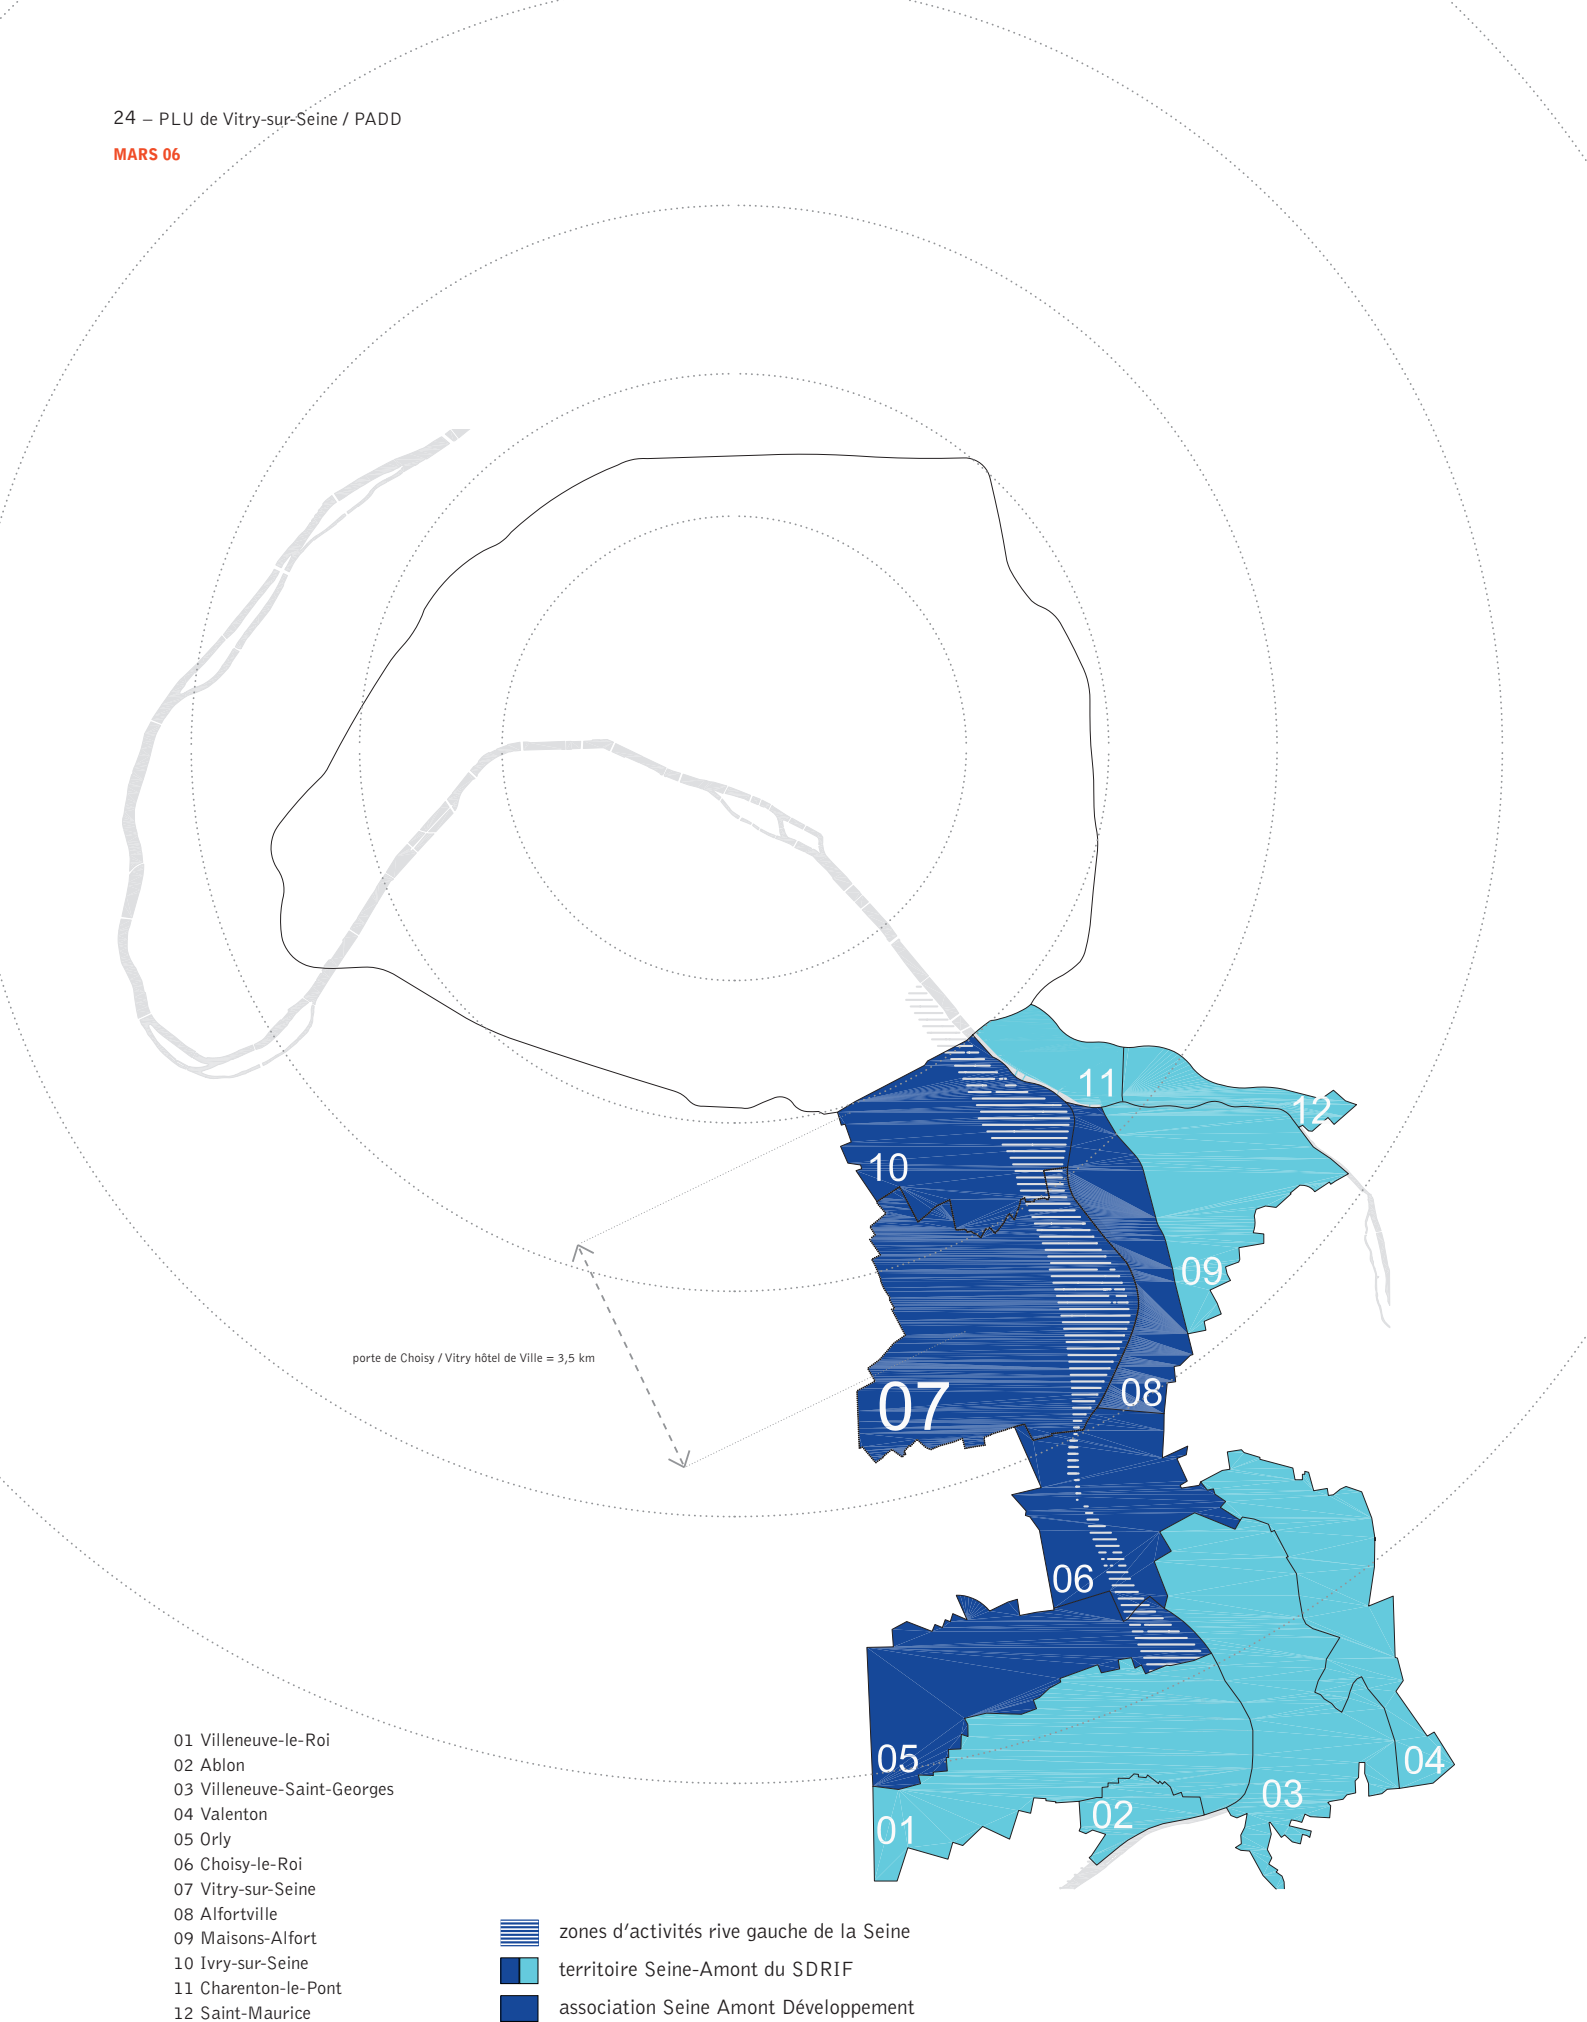 24 – PLU de Vitry-sur-Seine / PADD
MARS 06
11
12
10
09
porte de Choisy / Vitry hôtel de Ville = 3,5 km
08
07
06
05
04
03
02
01
01 Villeneuve-le-Roi
02 Ablon
03 Villeneuve-Saint-Georges
04 Valenton
05 Orly
06 Choisy-le-Roi
07 Vitry-sur-Seine
08 Alfortville
09 Maisons-Alfort
10 Ivry-sur-Seine
11 Charenton-le-Pont
12 Saint-Maurice
zones d'activités rive gauche de la Seine
territoire Seine-Amont du SDRIF
association Seine Amont Développement